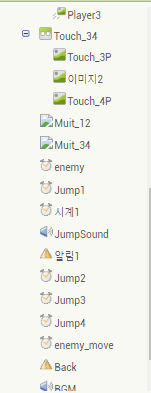 Player3
Touch_34
Touch_3P
이미지2
Touch_4P
Muit_12
Muit_34
enemy
Jump1
시계1
JumpSound
알림1
Jump2
Jump3
Jump4
enemy_move
Back
BGM